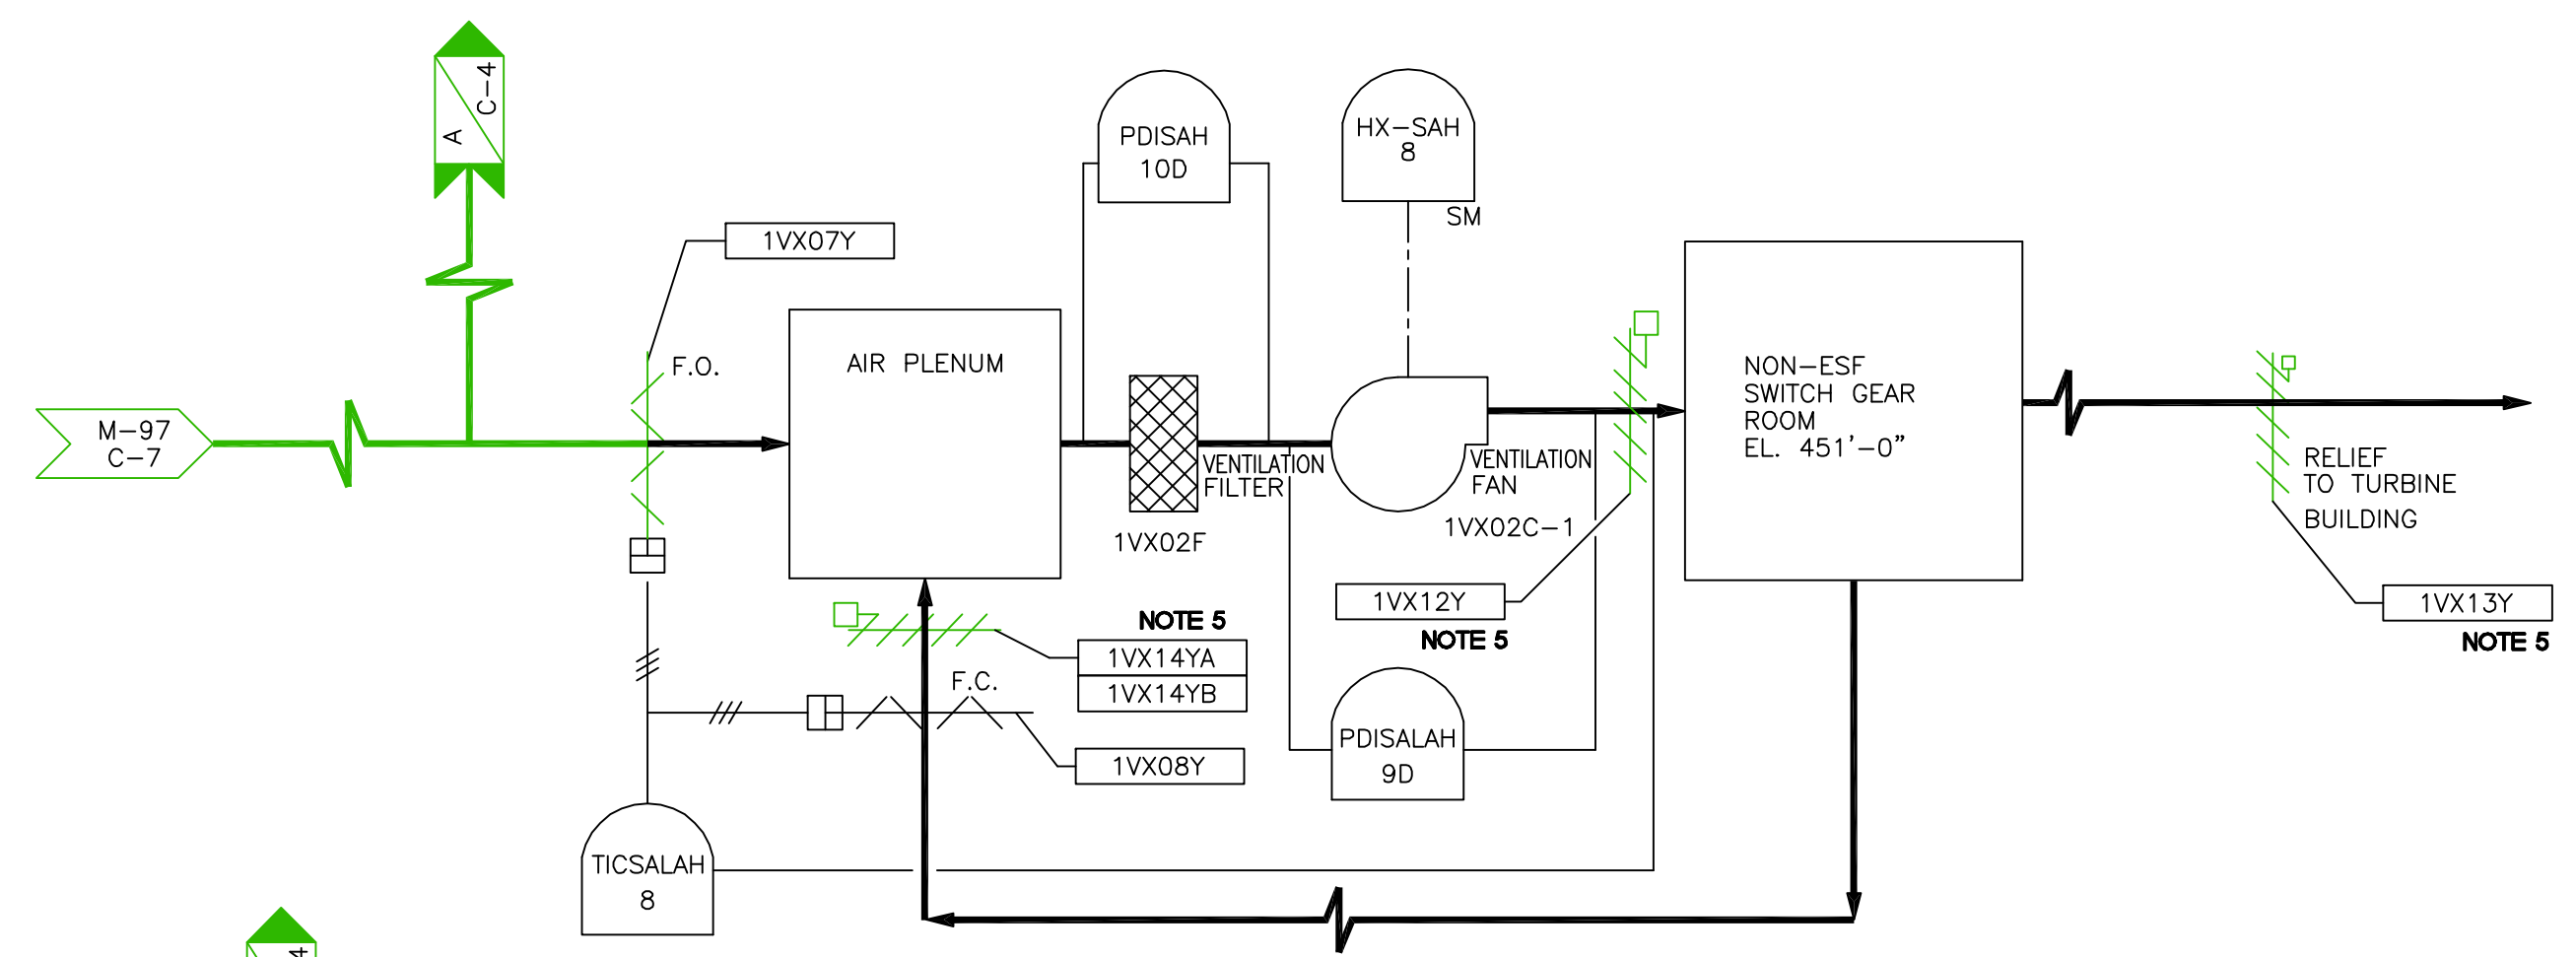 A
C-4
PDISAH
10D
HX-SAH
8
SM
1VX07Y
F.O.
AIR PLENUM
M-97
C-7
VENTILATION
FILTER
1VX02F
VENTILATION
FAN
1VX02C-1
NON-ESF
SWITCH GEAR
ROOM
EL. 451'-0"
RELIEF
TO TURBINE
BUILDING
1VX12Y
NOTE 5
1VX13Y
NOTE 5
NOTE 5
1VX14YA
1VX14YB
F.C.
1VX08Y
PDISALAH
9D
TICSALAH
8
4